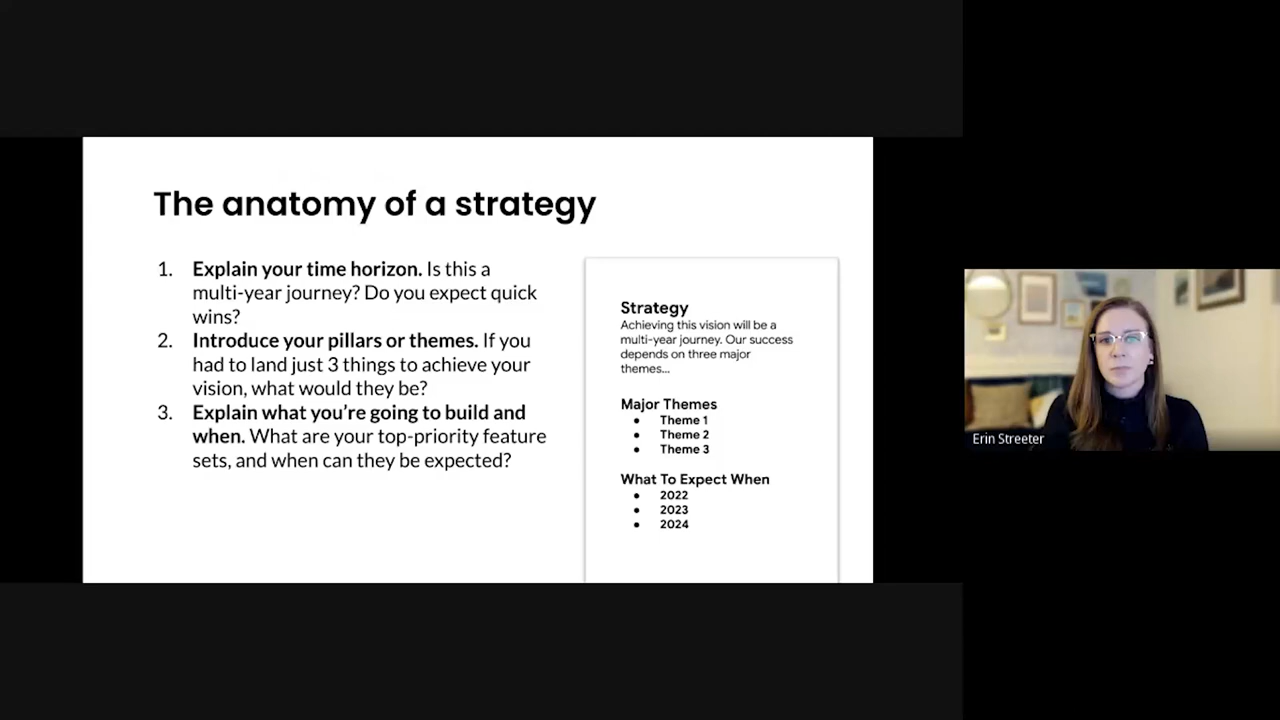 The anatomy of a strategy
1. Explain your time horizon. Is this a
multi-year journey? Do you expect quick
wins?
2. Introduce your pillars or themes. If you
had to land just 3 things to achieve your
vision, what would they be?
3. Explain what you’re going to build and
when. What are your top-priority feature
sets, and when can they be expected?
Strategy
Achieving this vision will be a
multi-year journey. Our success
depends on three major
themes...
Major Themes
● Theme 1
● Theme 2
● Theme 3
What To Expect When
● 2022
● 2023
● 2024
Erin Streeter